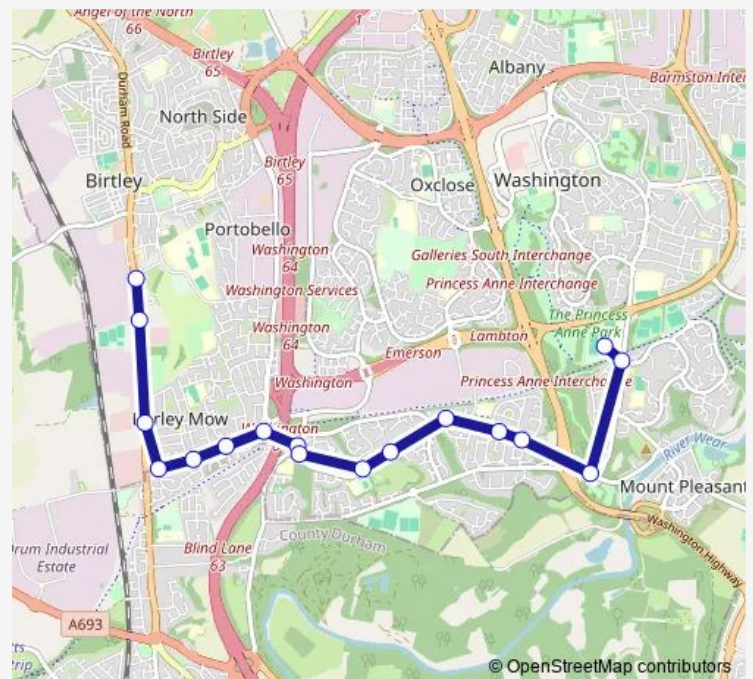 Angel of the North
66
1
Birtley
65
Albany
Barmston Inter
Durham Road
North Side
Birtley
65
Birtley
Oxclose
Washington
Portobello
Washington
64
Galleries South Interchange
Washington Services
Princess Anne Interchange
The Princess
Anne Park
Washington
64
Lambton
Emerson
Washington
Princess Anne Interchange
rley Mow
Washington
River Wear
Mount Pleasant
County Durham
Blind Lane
63
Washington Highway
rum Industrial
Estate
A693
tts
trip
© OpenStreetMap contributors